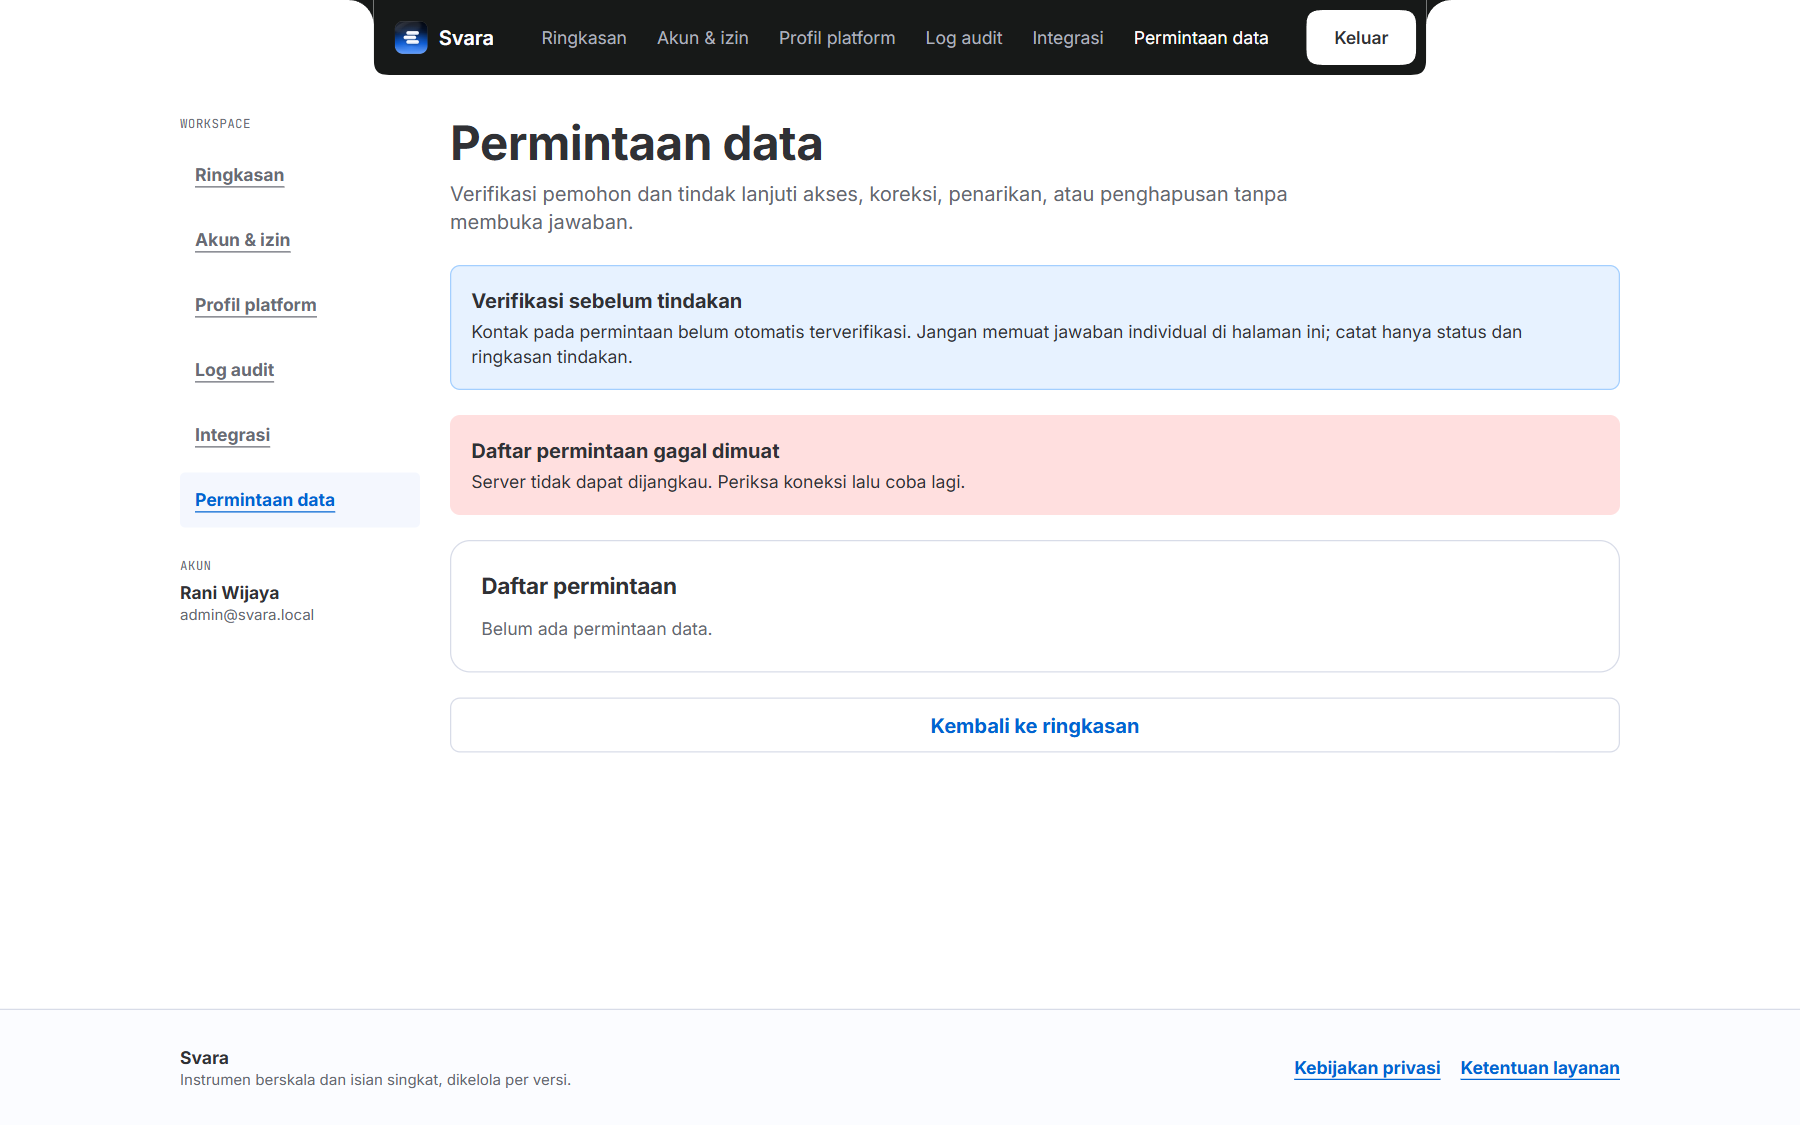 Svara
Ringkasan
Akun & izin
Profil platform
Log audit
Integrasi
Permintaan data
Keluar
WORKSPACE
Ringkasan
Akun & izin
Profil platform
Log audit
Integrasi
Permintaan data
AKUN
Rani Wijaya
admin@svara.local
Permintaan data
Verifikasi pemohon dan tindak lanjuti akses, koreksi, penarikan, atau penghapusan tanpa
membuka jawaban.
Verifikasi sebelum tindakan
Kontak pada permintaan belum otomatis terverifikasi. Jangan memuat jawaban individual di halaman ini; catat hanya status dan
ringkasan tindakan.
Daftar permintaan gagal dimuat
Server tidak dapat dijangkau. Periksa koneksi lalu coba lagi.
Daftar permintaan
Belum ada permintaan data.
Kembali ke ringkasan
Svara
Instrumen berskala dan isian singkat, dikelola per versi.
Kebijakan privasi
Ketentuan layanan